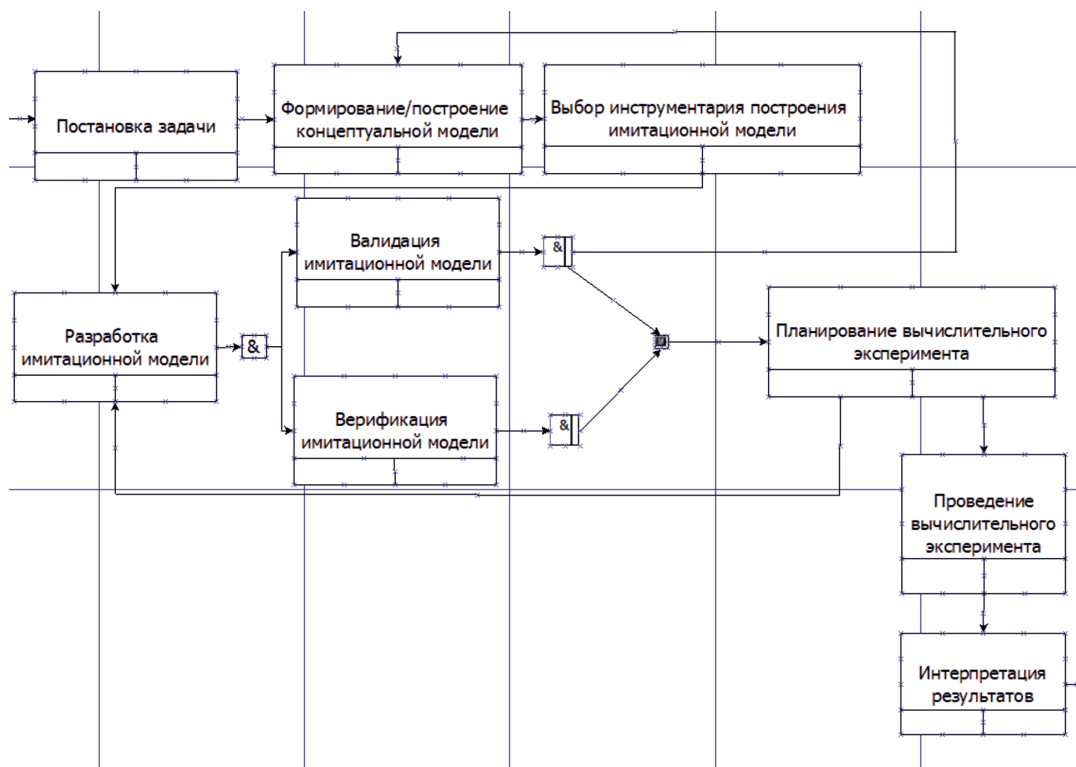 Постановка задачи
Формирование/построение
концептуальной модели
Выбор инструментария построения
имитационной модели
Валидация
имитационной модели
&
Разработка
имитационной модели
&
Планирование вычислительного
эксперимента
Верификация
имитационной модели
&
Проведение
вычислительного
эксперимента
Интерпретация
результатов